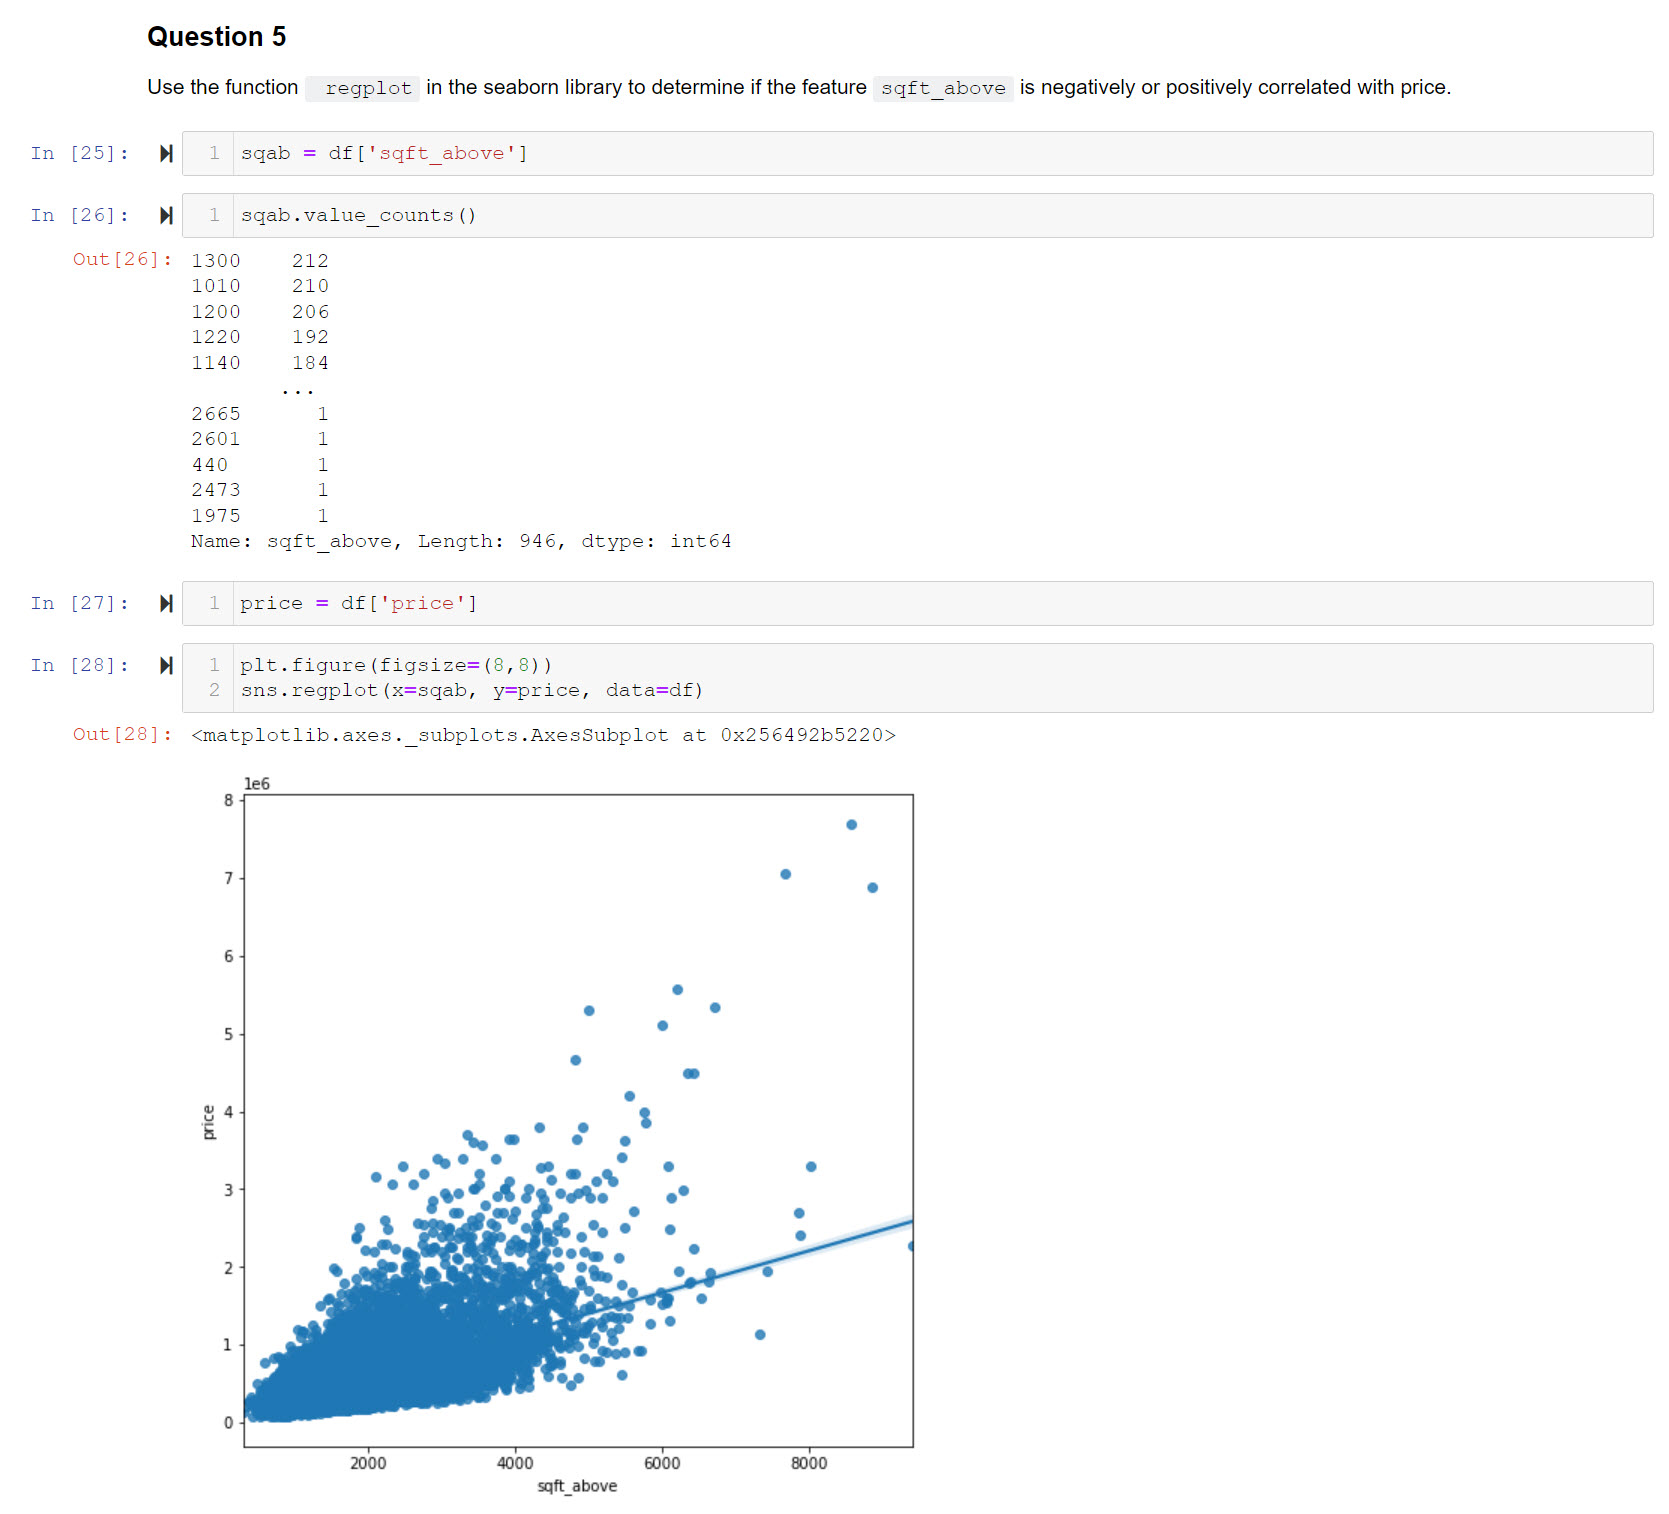 Question 5
Use the function regplot in the seaborn library to determine if the feature sqft_above is negatively or positively correlated with price.
In [25]: 1 sqab = df['sqft_above']
In [26]: 1 sqab.value_counts()
Out[26]: 1300 212
1010 210
1200 206
1220 192
1140 184
...
2665 1
2601 1
440 1
2473 1
1975 1
Name: sqft_above, Length: 946, dtype: int64
In [27]: 1 price = df['price']
In [28]: 1 plt.figure(figsize=(8,8))
2 sns.regplot(x=sqab, y=price, data=df)
Out[28]: <matplotlib.axes._subplots.AxesSubplot at 0x256492b5220>
1e6
8
7
6
5
4
3
2
1
0
price
2000 4000 6000 8000
sqft_above